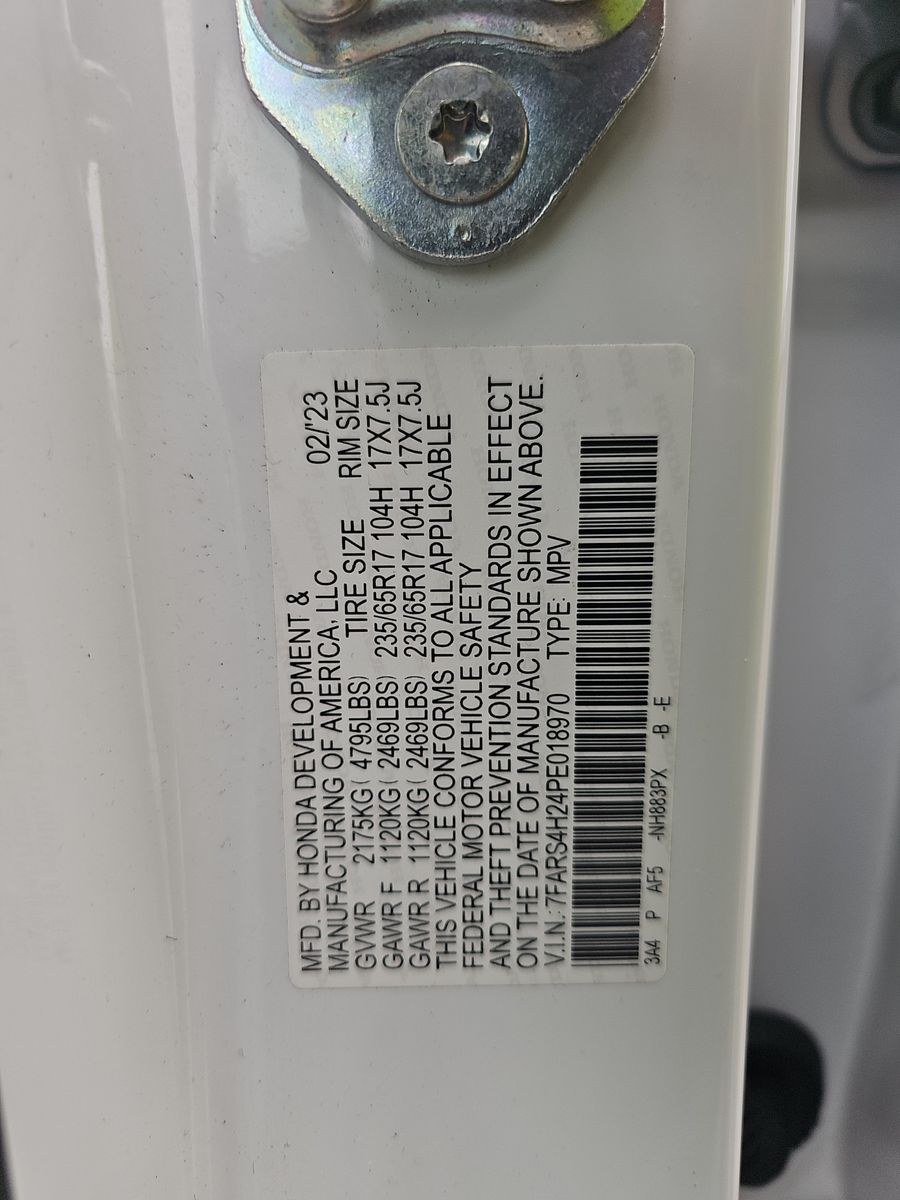 MFD. BY HONDA DEVELOPMENT &
MANUFACTURING OF AMERICA, LLC 02/'23
GVWR 2175KG( 4795LBS) TIRE SIZE RIM SIZE
GAWR F 1120KG( 2469LBS) 235/65R17 104H 17X7.5J
GAWR R 1120KG( 2469LBS) 235/65R17 104H 17X7.5J
THIS VEHICLE CONFORMS TO ALL APPLICABLE
FEDERAL MOTOR VEHICLE SAFETY
AND THEFT PREVENTION STANDARDS IN EFFECT
ON THE DATE OF MANUFACTURE SHOWN ABOVE.
V.I.N.: 7FARS4H24PE018970 TYPE: MPV
3A4 P AF5 -NH883PX -B -E